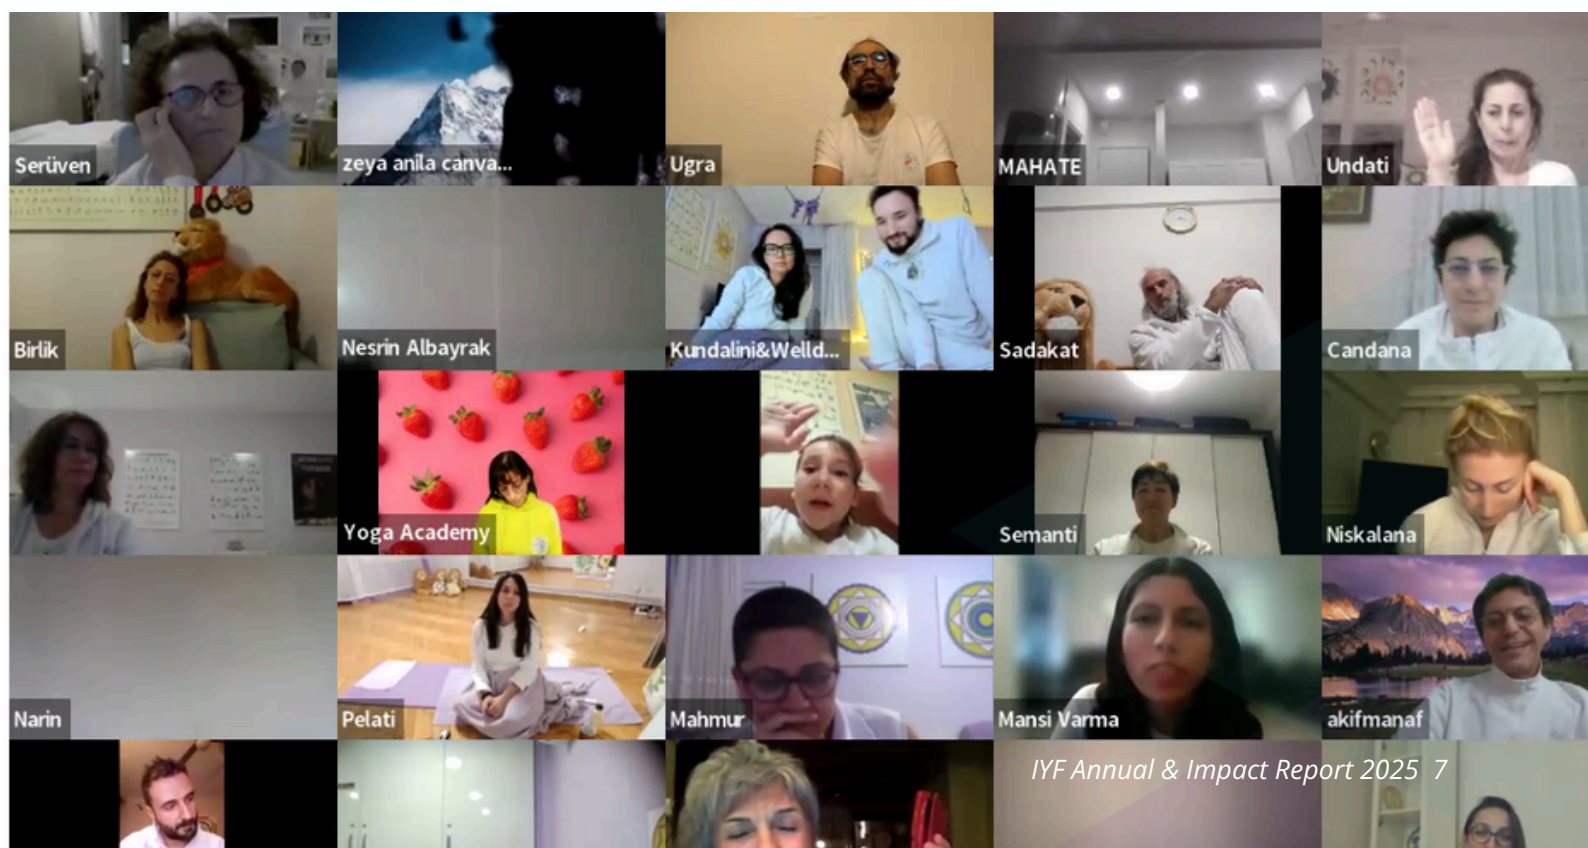 Serüven
zeya anila canva...
Ugra
MAHATE
Undati
Birlik
Nesrin Albayrak
Kundalini&Welld...
Sadakat
Candana
Yoga Academy
Semanti
Niskalana
Narin
Pelati
Mahmur
Mansi Varma
akifmanaf
IYF Annual & Impact Report 2025 7